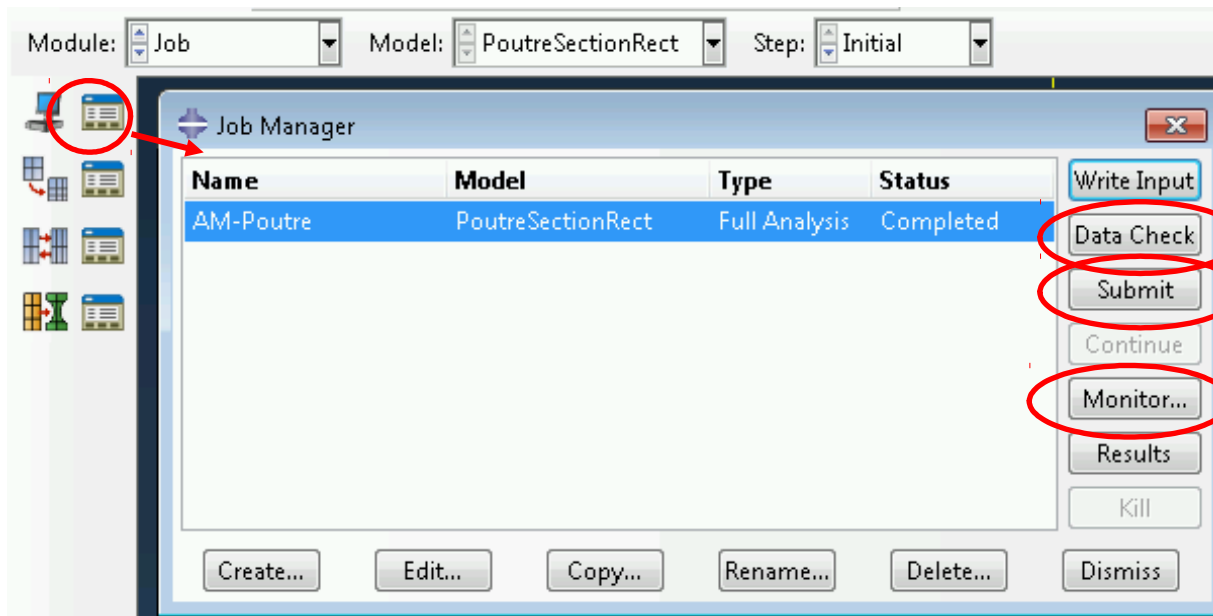 Module: Job Model: PoutreSectionRect Step: Initial
Job Manager
Name Model Type Status
AM-Poutre PoutreSectionRect Full Analysis Completed
Write Input
Data Check
Submit
Continue
Monitor...
Results
Kill
Create... Edit... Copy... Rename... Delete... Dismiss